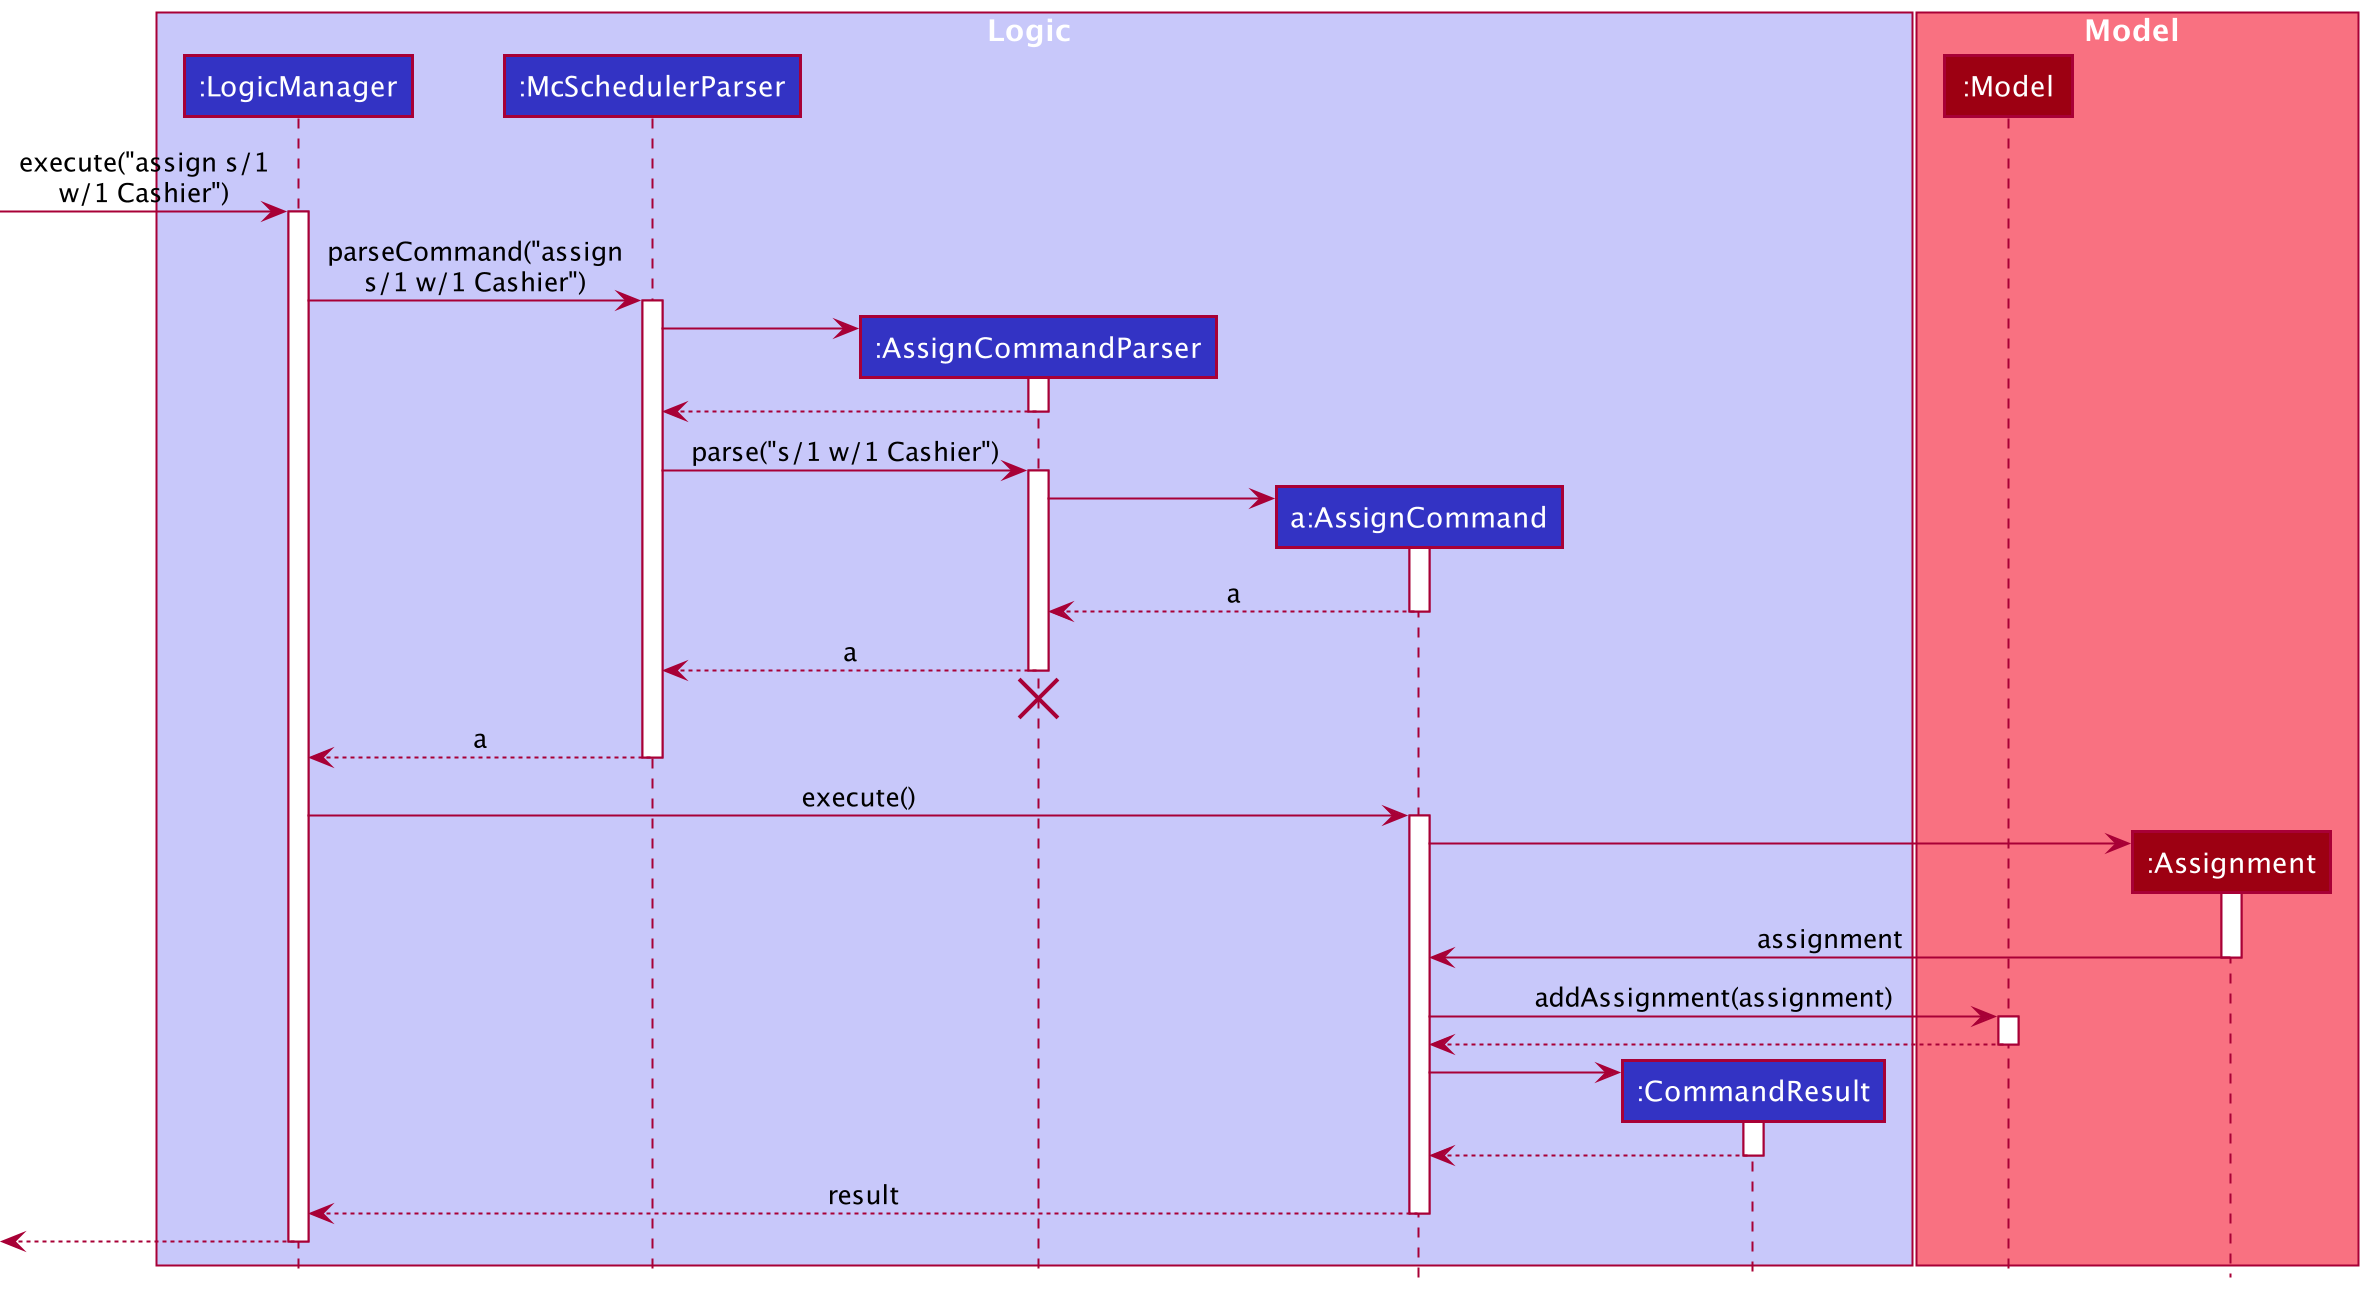 Logic
Model
:LogicManager
:McSchedulerParser
:Model
execute("assign s/1
w/1 Cashier")
parseCommand("assign
s/1 w/1 Cashier")
:AssignCommandParser
parse("s/1 w/1 Cashier")
a:AssignCommand
a
a
a
execute()
:Assignment
assignment
addAssignment(assignment)
:CommandResult
result